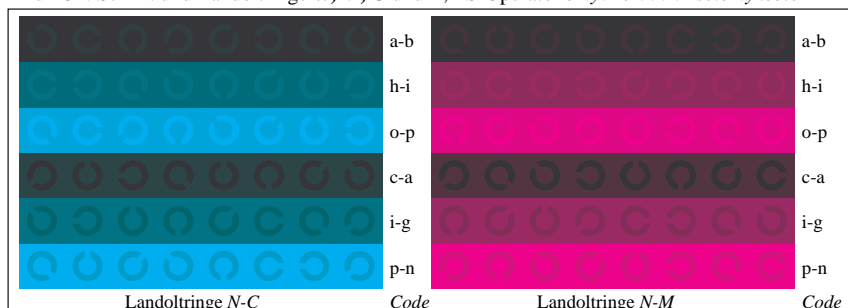 a-b a-b
h-i h-i
o-p o-p
c-a c-a
i-g i-g
p-n p-n
Landoltringe N-C Code Landoltringe N-M Code